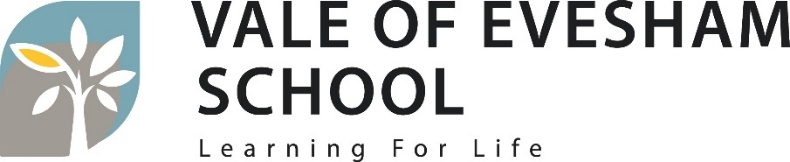 VALE OF EVESHAM
SCHOOL
Learning For Life